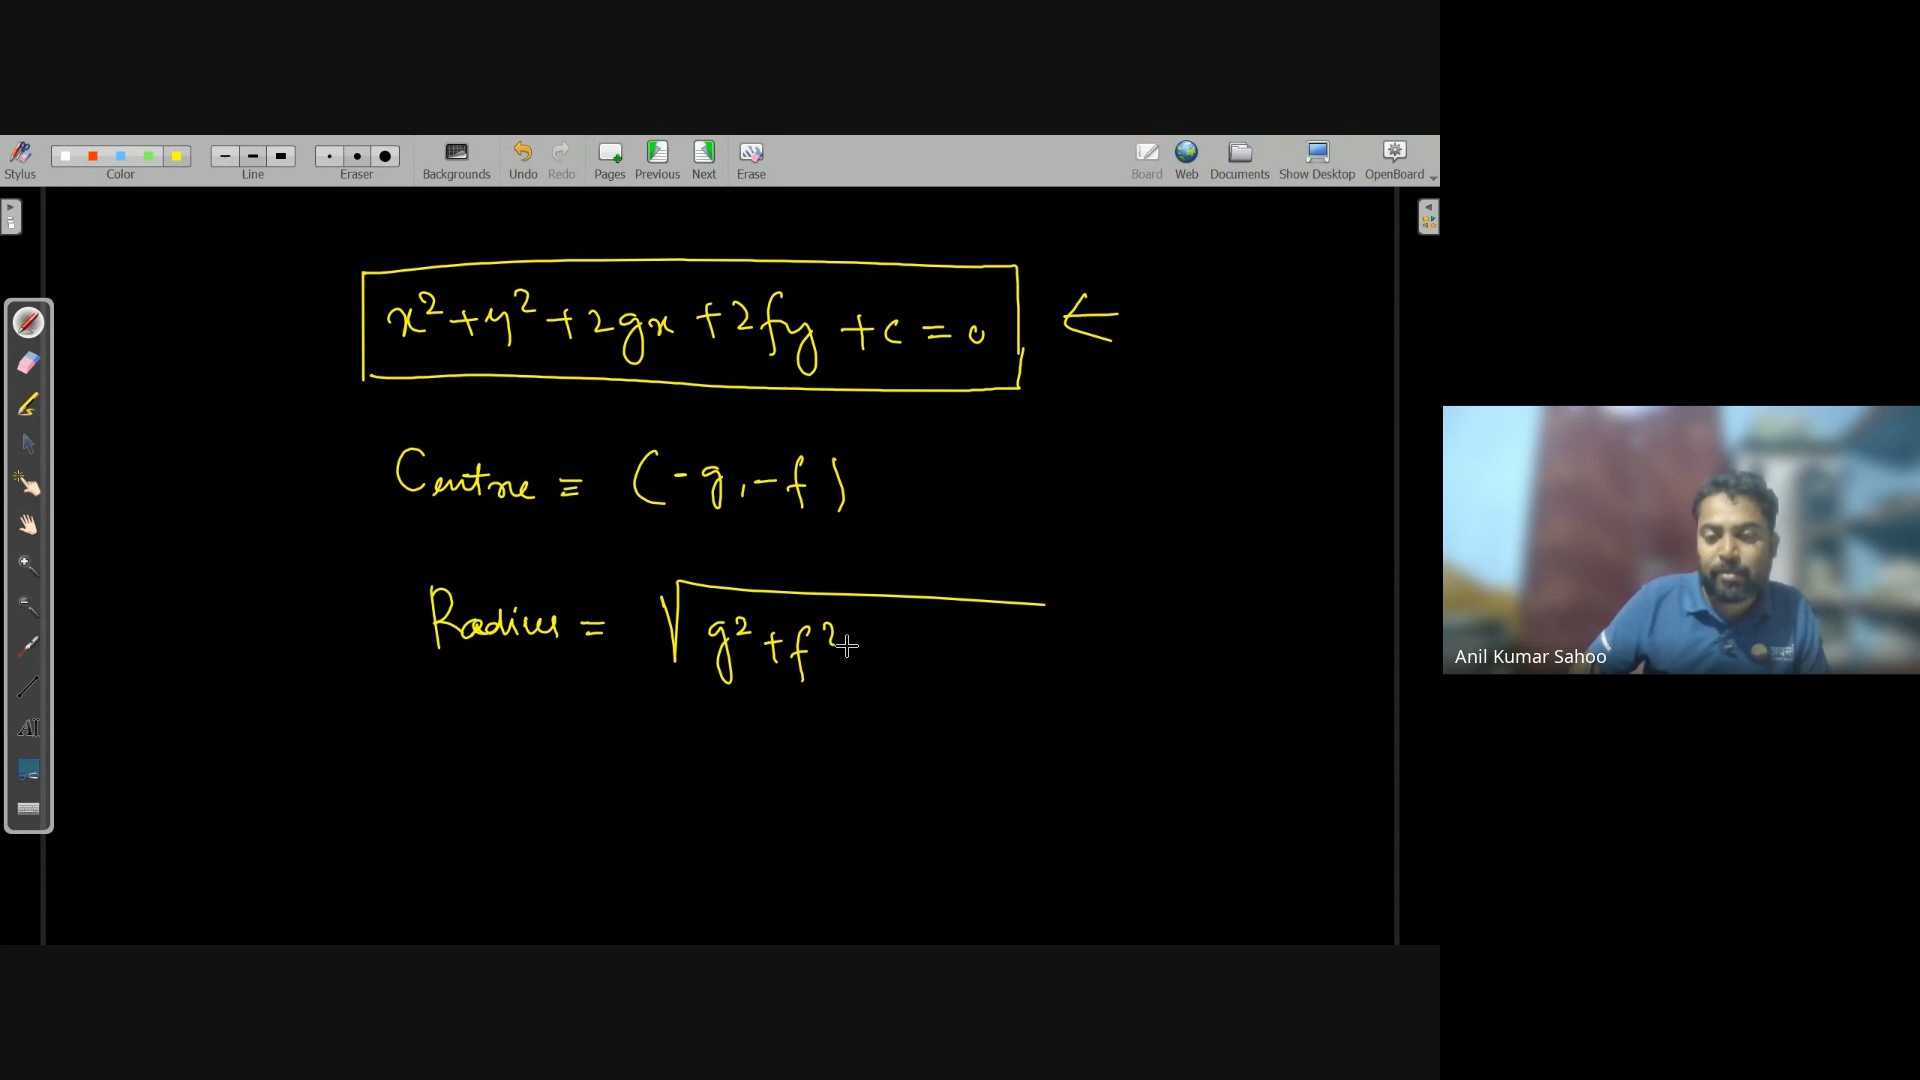 Stylus Color Line Eraser Backgrounds Undo Redo Pages Previous Next Erase Board Web Documents Show Desktop OpenBoard
x² + y² + 2gx + 2fy + c = 0 ←
Centre ≡ (-g, -f)
Radius = √g² + f²
Anil Kumar Sahoo